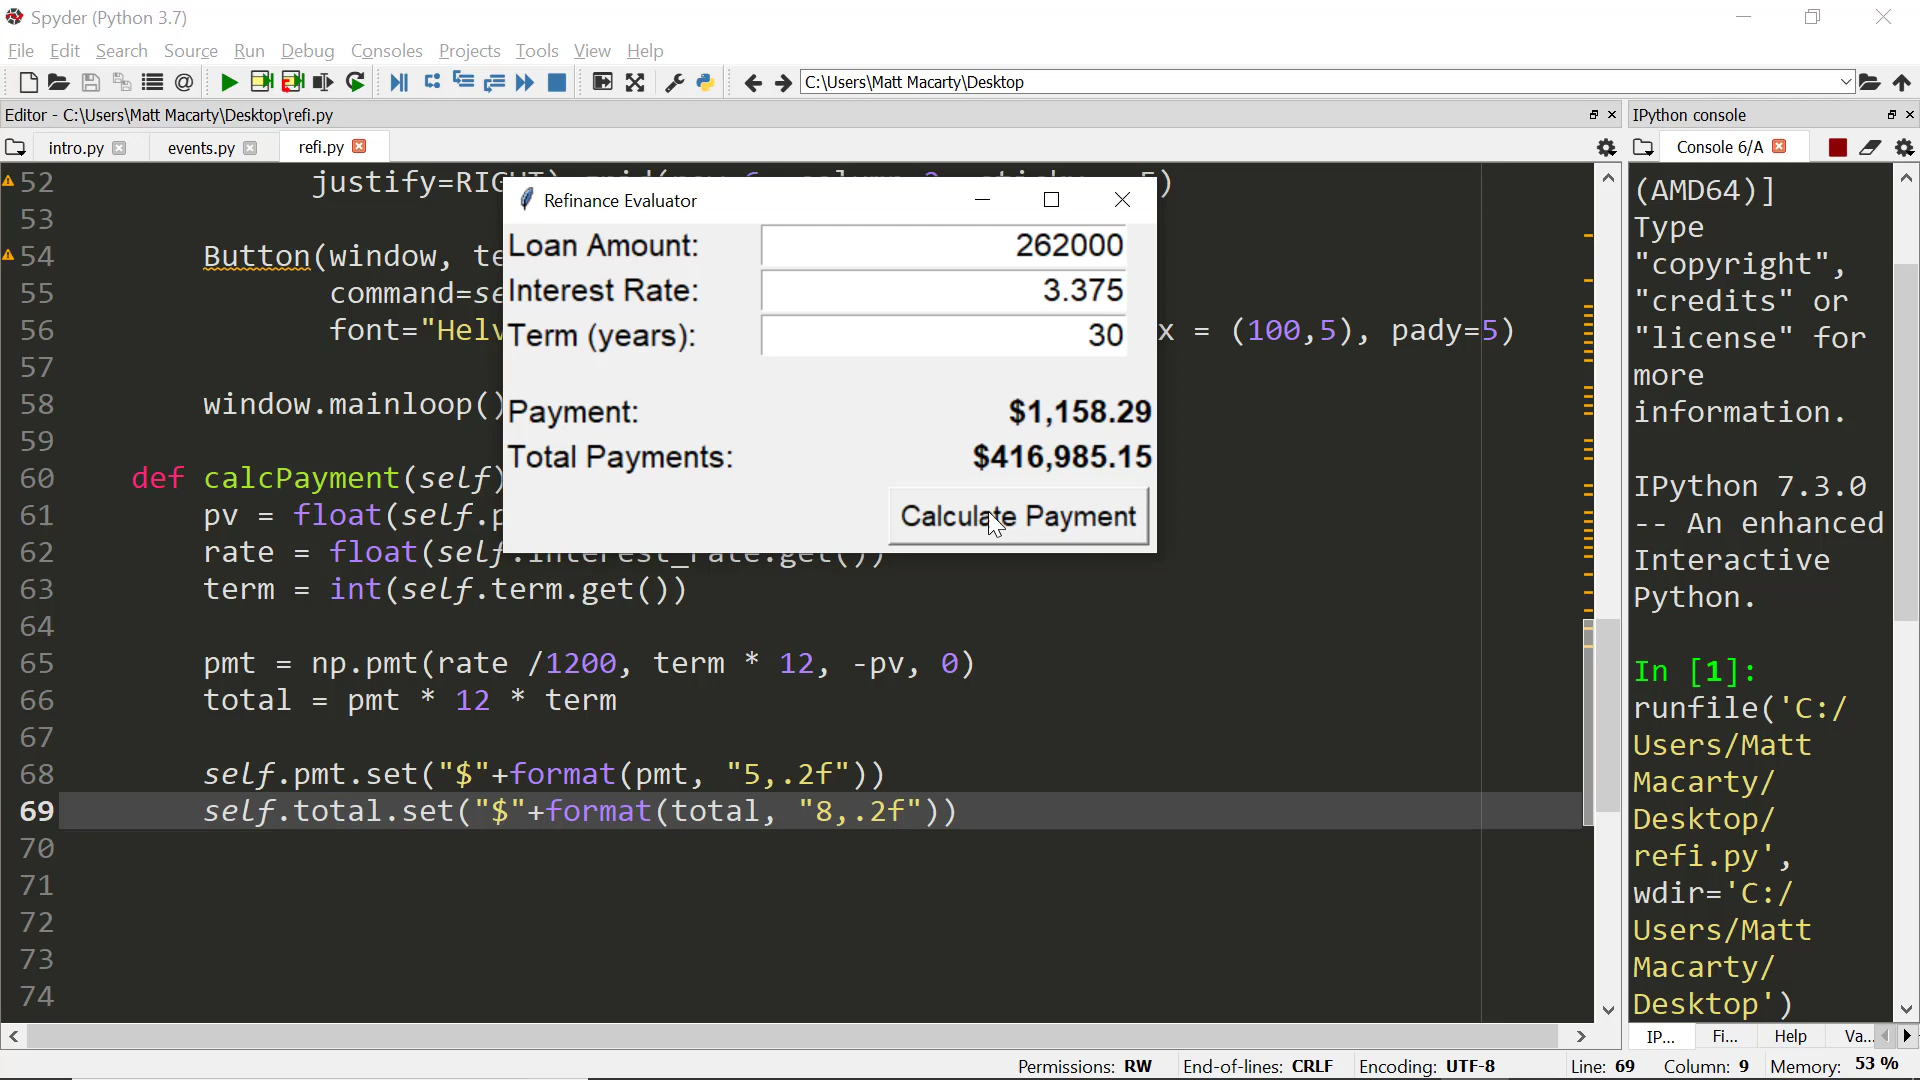 Spyder (Python 3.7)
File Edit Search Source Run Debug Consoles Projects Tools View Help
C:\Users\Matt Macarty\Desktop
Editor - C:\Users\Matt Macarty\Desktop\refi.py
intro.py events.py refi.py
52 justify=RIGHT)
53
54 Button(window, te
55 command=se
56 font="Helv x = (100,5), pady=5)
57
58 window.mainloop()
59
60 def calcPayment(self)
61 pv = float(self.p
62 rate = float(self.interest_rate.get())
63 term = int(self.term.get())
64
65 pmt = np.pmt(rate /1200, term * 12, -pv, 0)
66 total = pmt * 12 * term
67
68 self.pmt.set("$"+format(pmt, "5,.2f"))
69 self.total.set("$"+format(total, "8,.2f"))
70
71
72
73
74
Refinance Evaluator
Loan Amount: 262000
Interest Rate: 3.375
Term (years): 30
Payment: $1,158.29
Total Payments: $416,985.15
Calculate Payment
IPython console
Console 6/A
(AMD64)]
Type
"copyright",
"credits" or
"license" for
more
information.
IPython 7.3.0
-- An enhanced
Interactive
Python.
In [1]:
runfile('C:/
Users/Matt
Macarty/
Desktop/
refi.py',
wdir='C:/
Users/Matt
Macarty/
Desktop')
IP... Fi... Help Va...
Permissions: RW End-of-lines: CRLF Encoding: UTF-8 Line: 69 Column: 9 Memory: 53 %